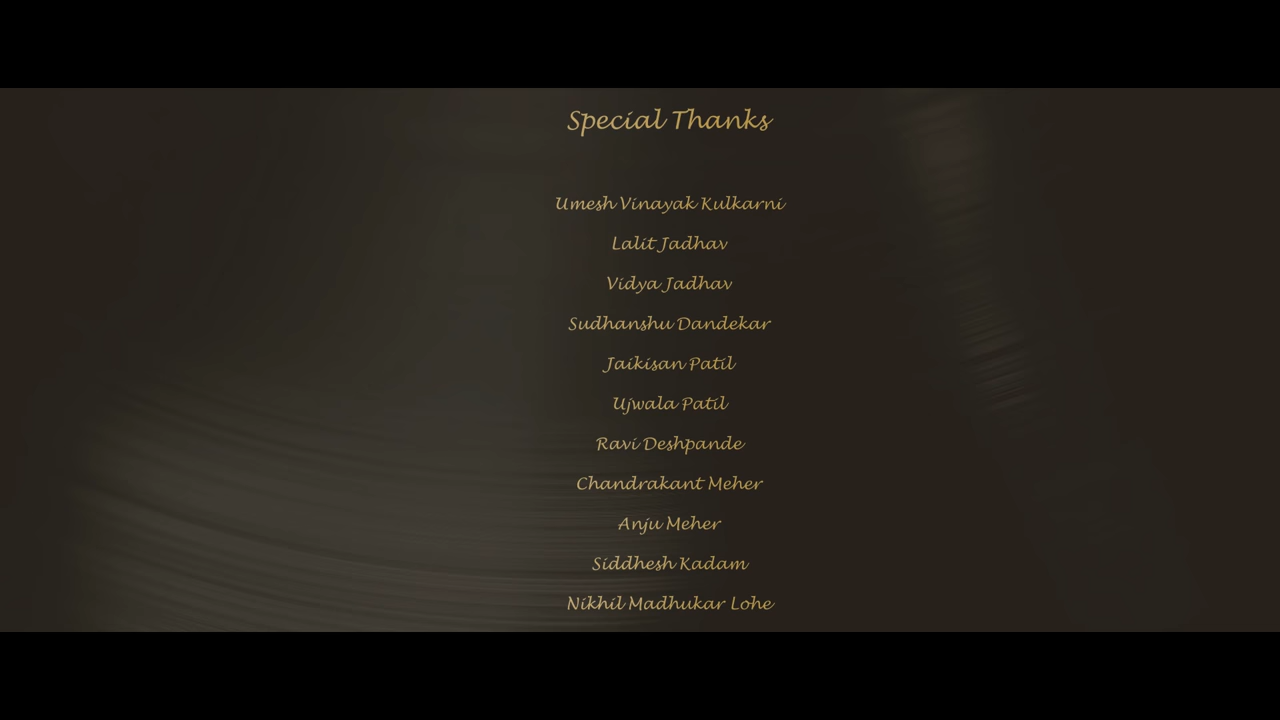 Special Thanks
Umesh Vinayak Kulkarni
Lalit Jadhav
Vidya Jadhav
Sudhanshu Dandekar
Jaikisan Patil
Ujwala Patil
Ravi Deshpande
Chandrakant Meher
Anju Meher
Siddhesh Kadam
Nikhil Madhukar Lohe